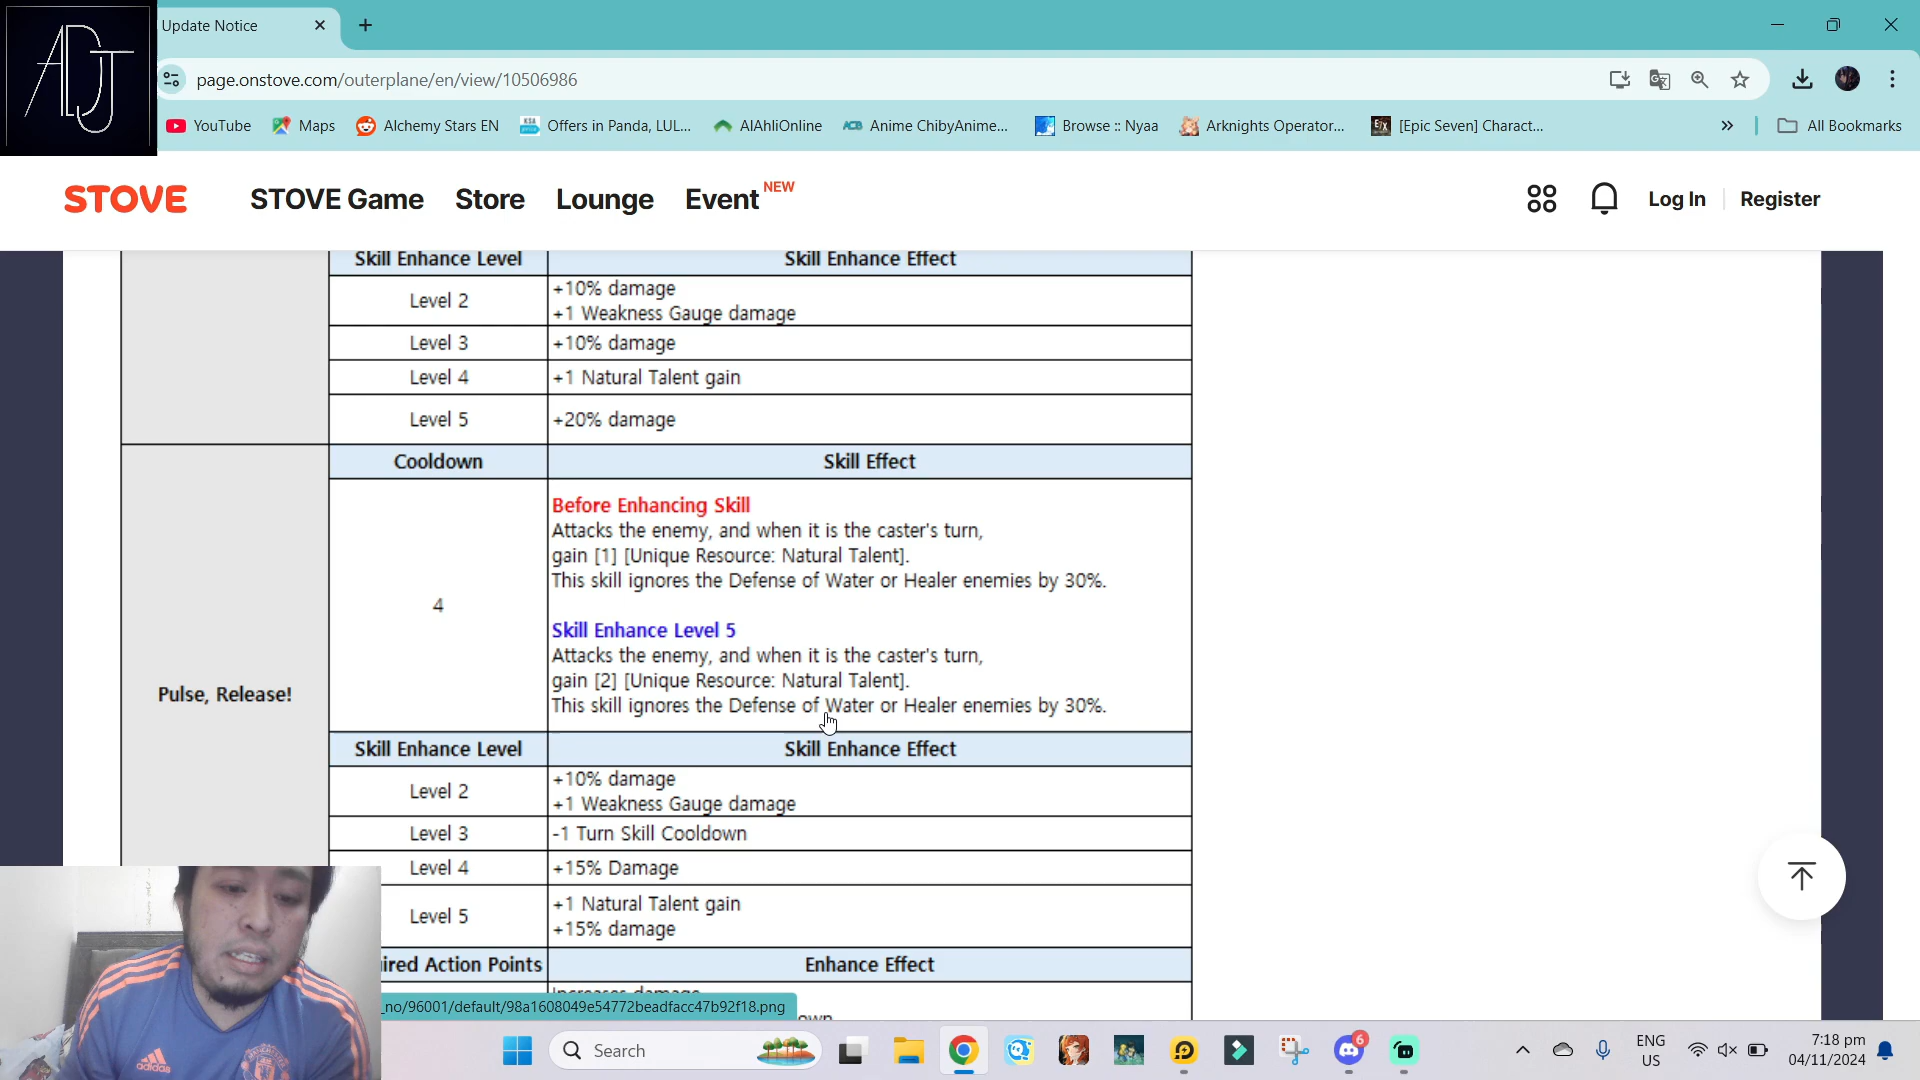 ADJ
Update Notice
page.onstove.com/outerplane/en/view/10506986
YouTube
Maps
Alchemy Stars EN
Offers in Panda, LUL...
AlAhliOnline
Anime ChibyAnime...
Browse :: Nyaa
Arknights Operator...
[Epic Seven] Charact...
All Bookmarks
STOVE
STOVE Game
Store
Lounge
Event
NEW
Log In
Register
Skill Enhance Level
Skill Enhance Effect
Level 2
+10% damage
+1 Weakness Gauge damage
Level 3
+10% damage
Level 4
+1 Natural Talent gain
Level 5
+20% damage
Cooldown
Skill Effect
Pulse, Release!
4
Before Enhancing Skill
Attacks the enemy, and when it is the caster's turn,
gain [1] [Unique Resource: Natural Talent].
This skill ignores the Defense of Water or Healer enemies by 30%.
Skill Enhance Level 5
Attacks the enemy, and when it is the caster's turn,
gain [2] [Unique Resource: Natural Talent].
This skill ignores the Defense of Water or Healer enemies by 30%.
Skill Enhance Level
Skill Enhance Effect
Level 2
+10% damage
+1 Weakness Gauge damage
Level 3
-1 Turn Skill Cooldown
Level 4
+15% Damage
Level 5
+1 Natural Talent gain
+15% damage
ired Action Points
Enhance Effect
Increases damage
_no/96001/default/98a1608049e54772beadfacc47b92f18.png
adidas
Search
6
ENG
US
7:18 pm
04/11/2024